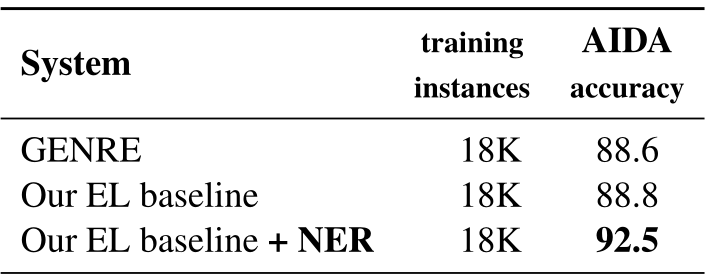 System training instances AIDA accuracy
GENRE 18K 88.6
Our EL baseline 18K 88.8
Our EL baseline + NER 18K 92.5